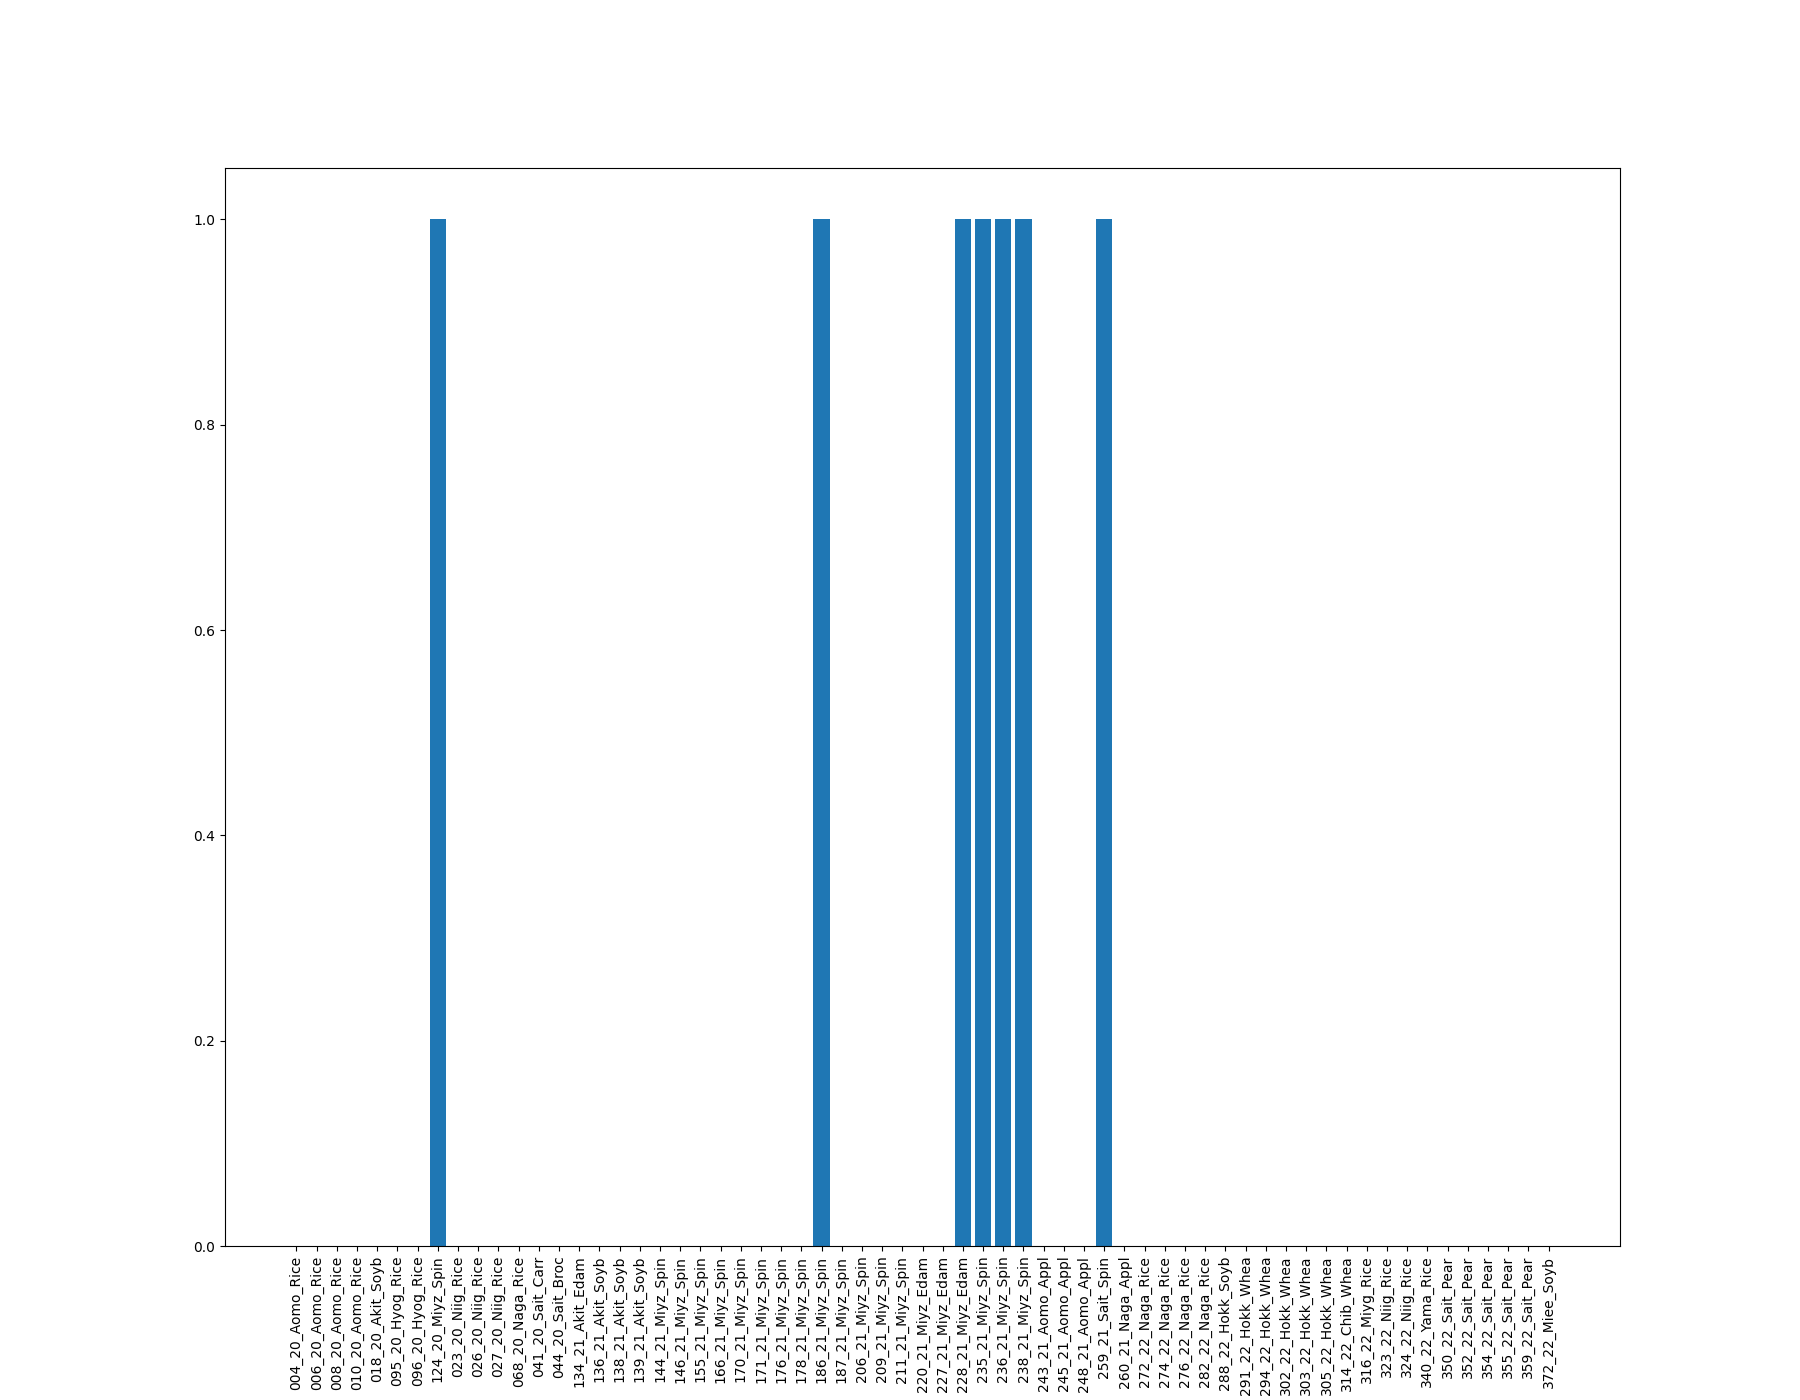 1.0
0.8
0.6
0.4
0.2
0.0
004_20_Aomo_Rice
006_20_Aomo_Rice
008_20_Aomo_Rice
010_20_Aomo_Rice
018_20_Akit_Soyb
095_20_Hyog_Rice
096_20_Hyog_Rice
124_20_Miyz_Spin
023_20_Niig_Rice
026_20_Niig_Rice
027_20_Niig_Rice
068_20_Naga_Rice
041_20_Sait_Carr
044_20_Sait_Broc
134_21_Akit_Edam
136_21_Akit_Soyb
138_21_Akit_Soyb
139_21_Akit_Soyb
144_21_Miyz_Spin
146_21_Miyz_Spin
155_21_Miyz_Spin
166_21_Miyz_Spin
170_21_Miyz_Spin
171_21_Miyz_Spin
176_21_Miyz_Spin
178_21_Miyz_Spin
186_21_Miyz_Spin
187_21_Miyz_Spin
206_21_Miyz_Spin
209_21_Miyz_Spin
211_21_Miyz_Spin
220_21_Miyz_Edam
227_21_Miyz_Edam
228_21_Miyz_Edam
235_21_Miyz_Spin
236_21_Miyz_Spin
238_21_Miyz_Spin
243_21_Aomo_Appl
245_21_Aomo_Appl
248_21_Aomo_Appl
259_21_Sait_Spin
260_21_Naga_Appl
272_22_Naga_Rice
274_22_Naga_Rice
276_22_Naga_Rice
282_22_Naga_Rice
288_22_Hokk_Soyb
291_22_Hokk_Whea
294_22_Hokk_Whea
302_22_Hokk_Whea
303_22_Hokk_Whea
305_22_Hokk_Whea
314_22_Chib_Whea
316_22_Miyg_Rice
323_22_Niig_Rice
324_22_Niig_Rice
340_22_Yama_Rice
350_22_Sait_Pear
352_22_Sait_Pear
354_22_Sait_Pear
355_22_Sait_Pear
359_22_Sait_Pear
372_22_Miee_Soyb